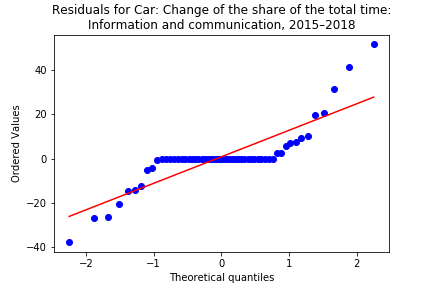 Residuals for Car: Change of the share of the total time:
Information and communication, 2015–2018
Ordered Values
40
20
0
−20
−40
−2
−1
0
1
2
Theoretical quantiles